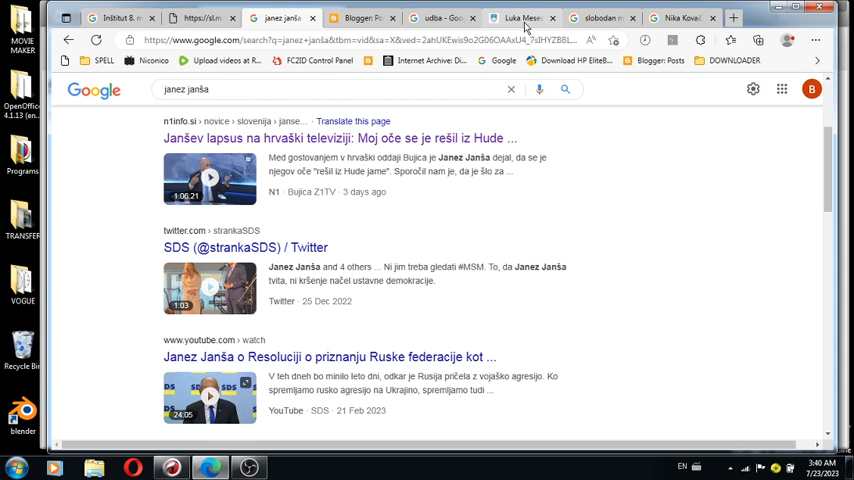 Inštitut 8. m
https://sl.m
janez janša
Blogger: Po
udba - Goo
Luka Mesec
slobodan m
Nika Kovač
https://www.google.com/search?q=janez+janša&tbm=vid&sa=X&ved=2ahUKEwis9o2G06OAAxU4_7sIHYZBBL...
SPELL
Niconico
Upload videos at R...
FC2ID Control Panel
Internet Archive: Di...
Google
Download HP EliteB...
Blogger: Posts
DOWNLOADER
Google
janez janša
B
n1info.si › novice › slovenija › janse... · Translate this page
Janšev lapsus na hrvaški televiziji: Moj oče se je rešil iz Hude ...
Med gostovanjem v hrvaški oddaji Bujica je Janez Janša dejal, da se je
njegov oče "rešil iz Hude jame". Sporočil nam je, da je šlo za ...
1:06:21
N1 · Bujica Z1TV · 3 days ago
twitter.com › strankaSDS
SDS (@strankaSDS) / Twitter
Janez Janša and 4 others ... Ni jim treba gledati #MSM. To, da Janez Janša
tvita, ni kršenje načel ustavne demokracije.
1:03
Twitter · 25 Dec 2022
www.youtube.com › watch
Janez Janša o Resoluciji o priznanju Ruske federacije kot ...
V teh dneh bo minilo leto dni, odkar je Rusija pričela z vojaško agresijo. Ko
spremljamo rusko agresijo na Ukrajino, spremljamo tudi ...
SDS
24:05
YouTube · SDS · 21 Feb 2023
MOVIE
MAKER
OpenOffice
4.1.13 (en...
Programs
TRANSFER
VOGUE
Recycle Bin
blender
EN
3:40 AM
7/23/2023